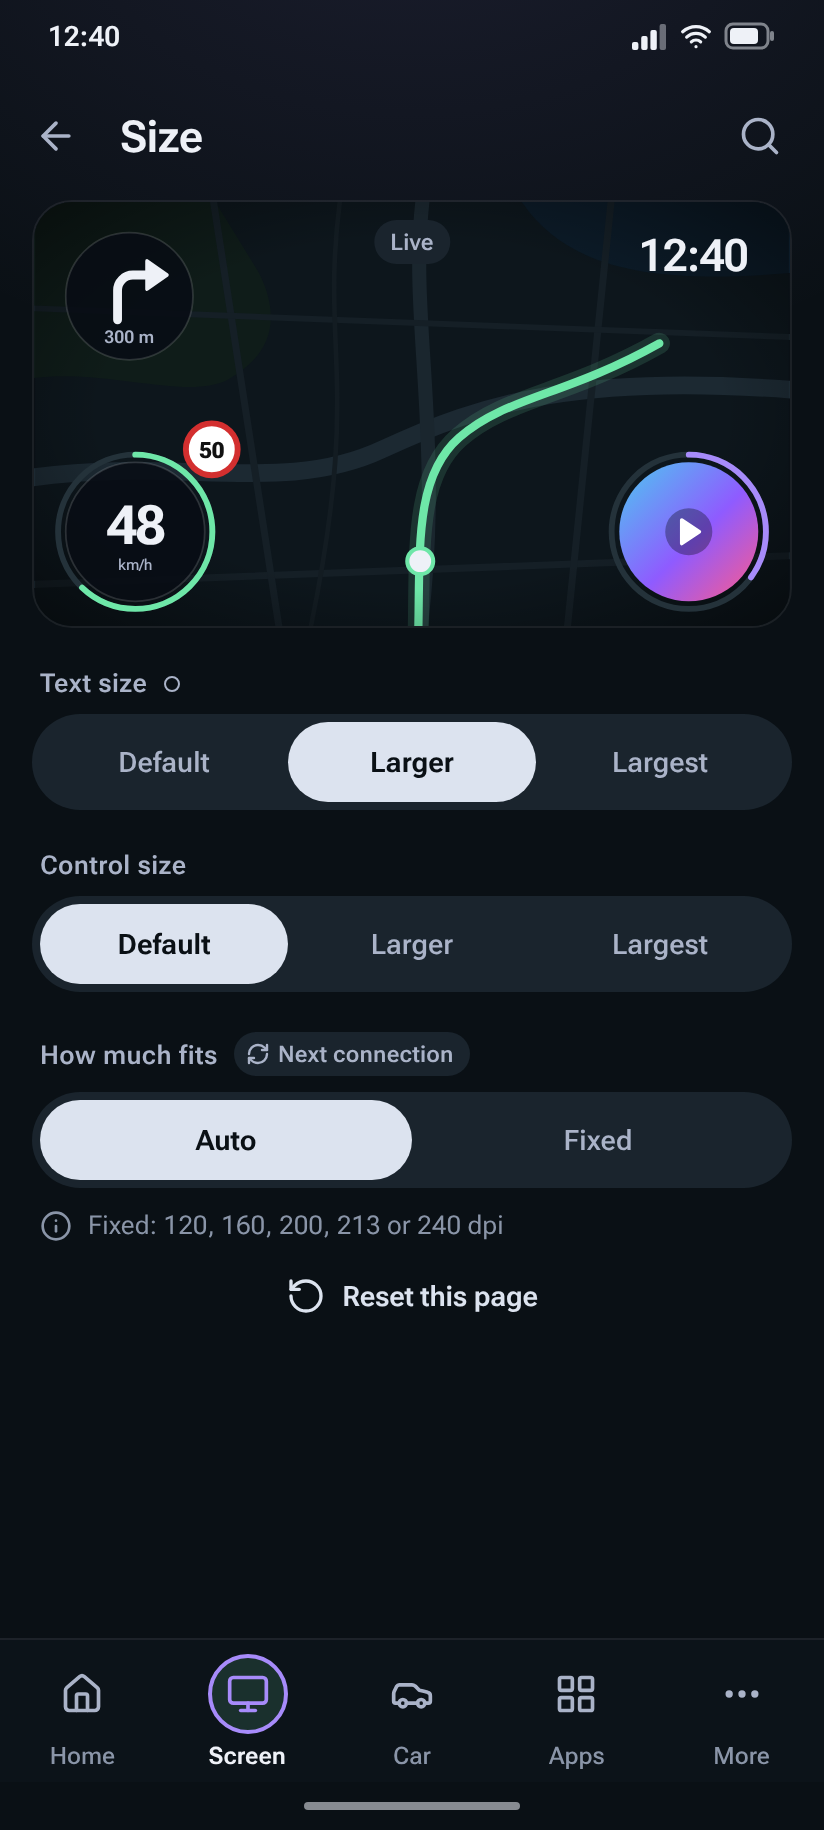 12:40
Size
Live
12:40
300 m
50
48
km/h
Text size
Default
Larger
Largest
Control size
Default
Larger
Largest
How much fits
Next connection
Auto
Fixed
Fixed: 120, 160, 200, 213 or 240 dpi
Reset this page
Home
Screen
Car
Apps
More